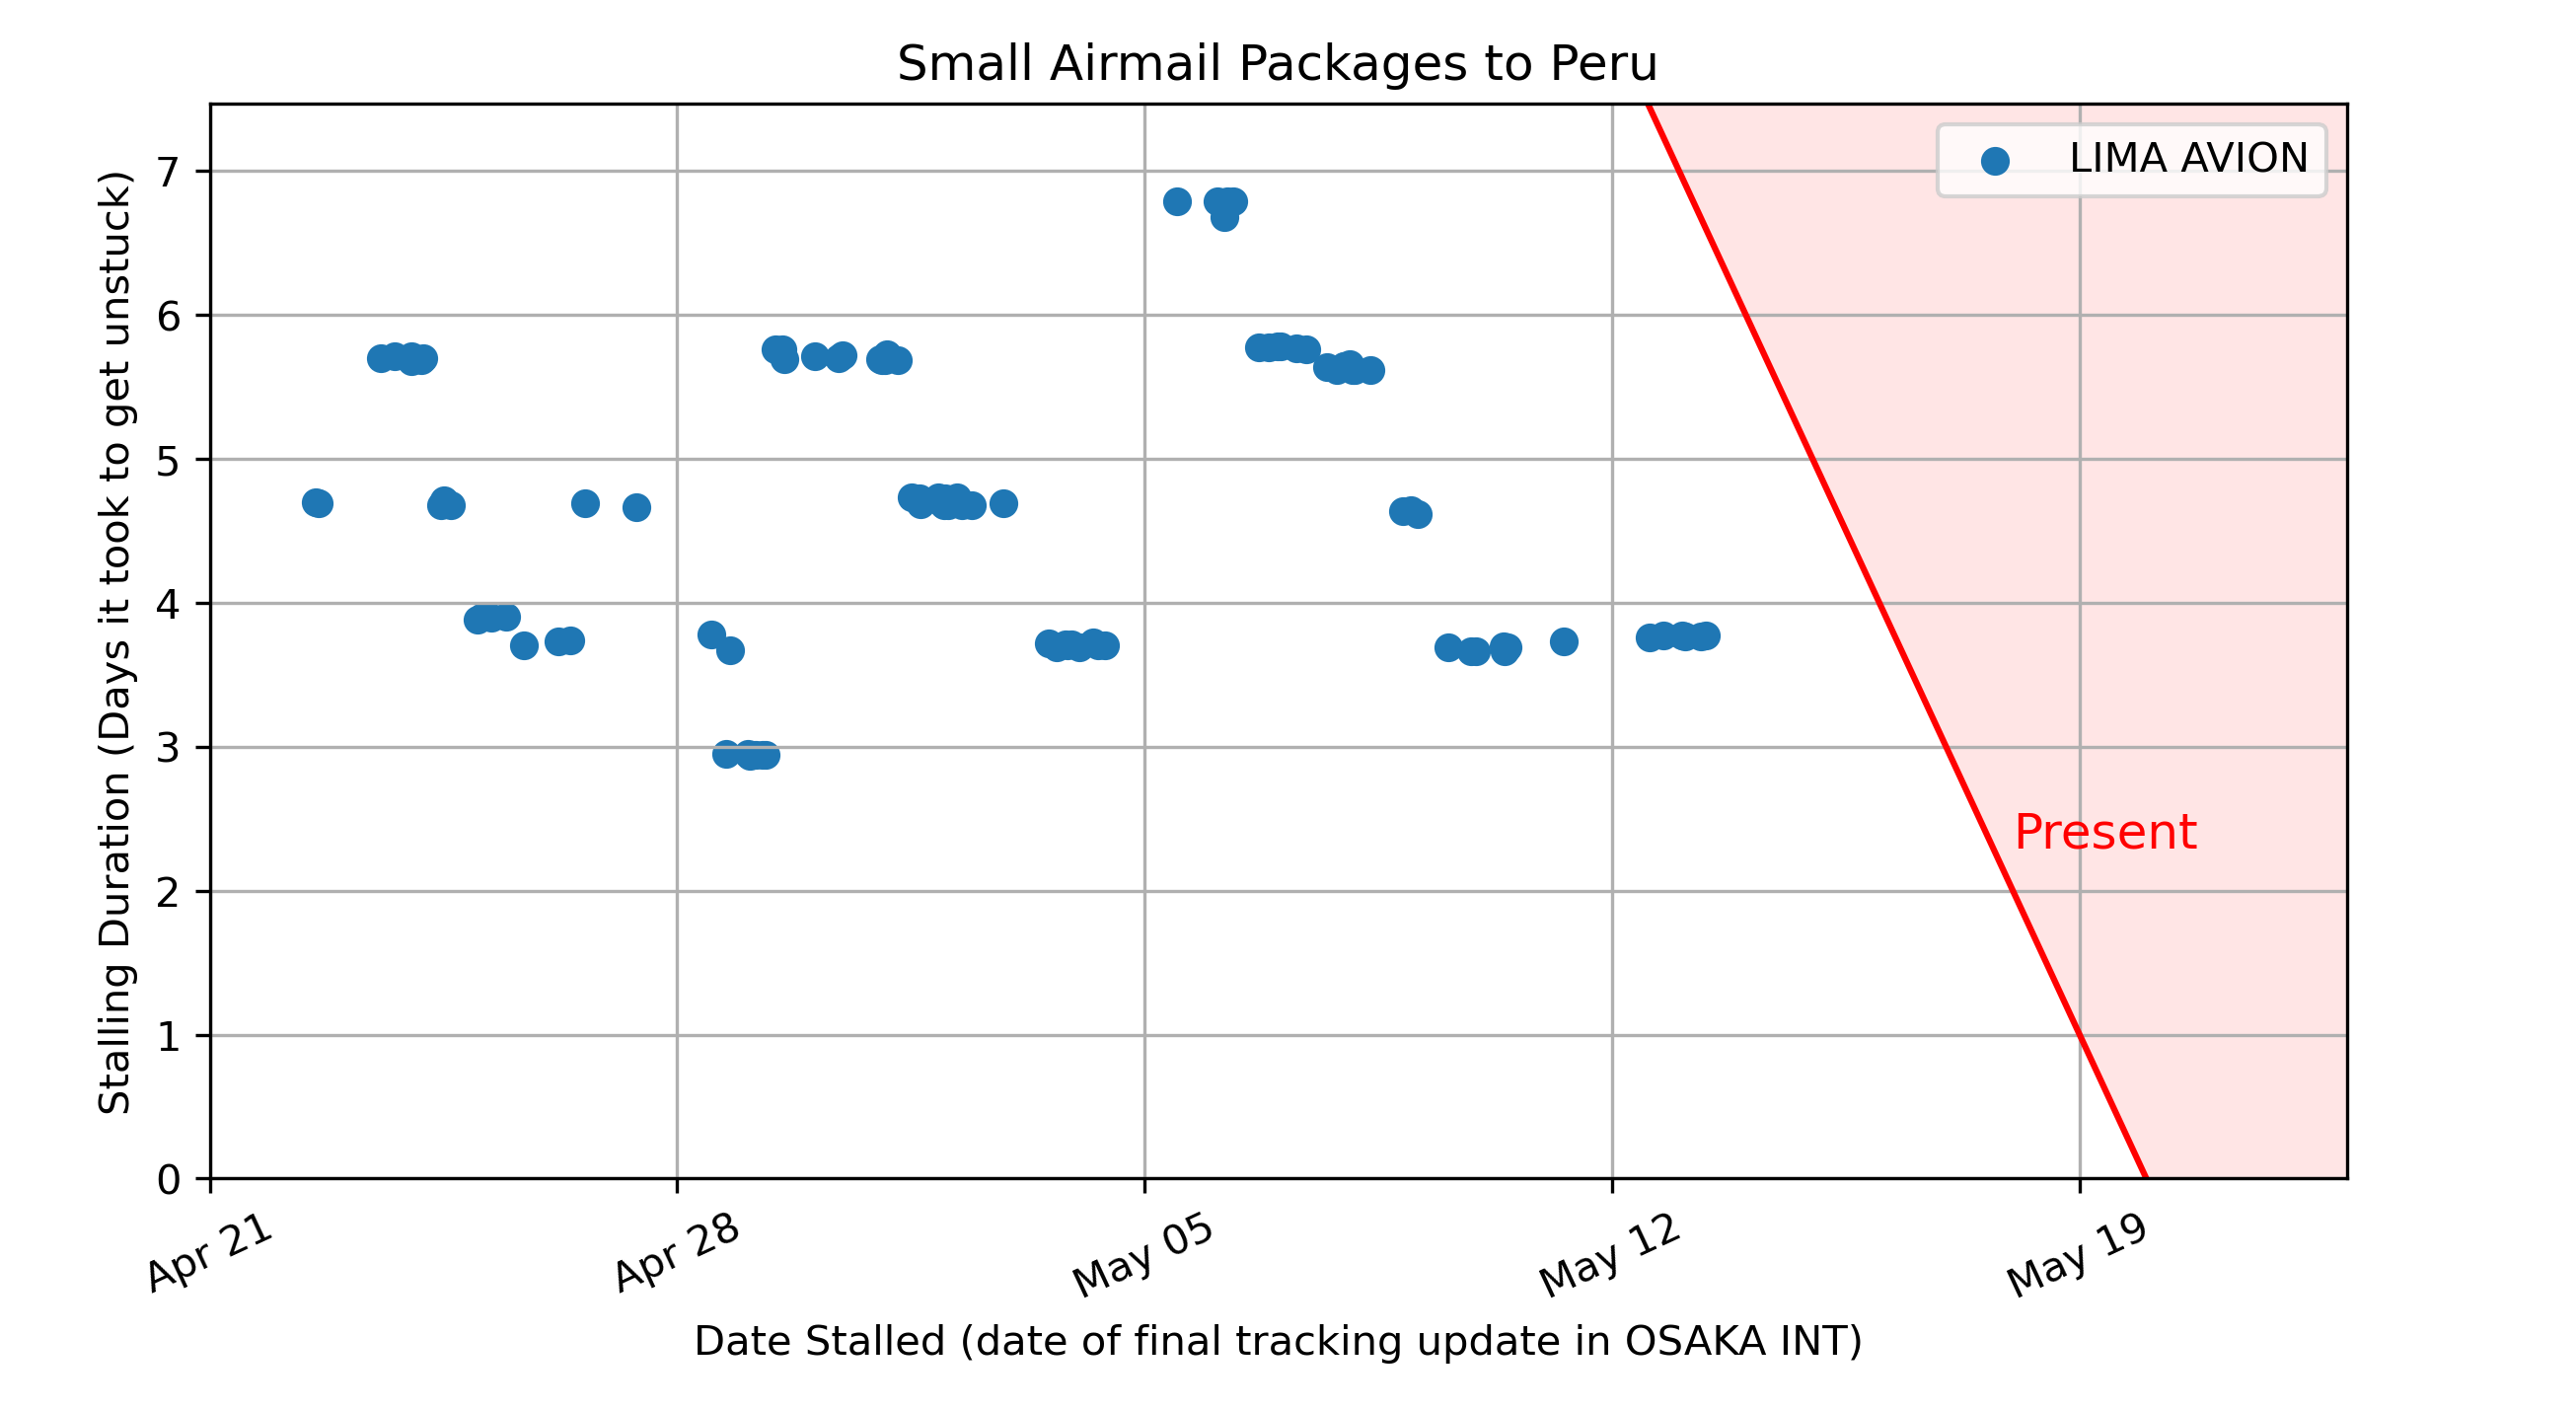 Small Airmail Packages to Peru
LIMA AVION
Stalling Duration (Days it took to get unstuck)
7
6
5
4
3
2
1
0
Present
Apr 21
Apr 28
May 05
May 12
May 19
Date Stalled (date of final tracking update in OSAKA INT)